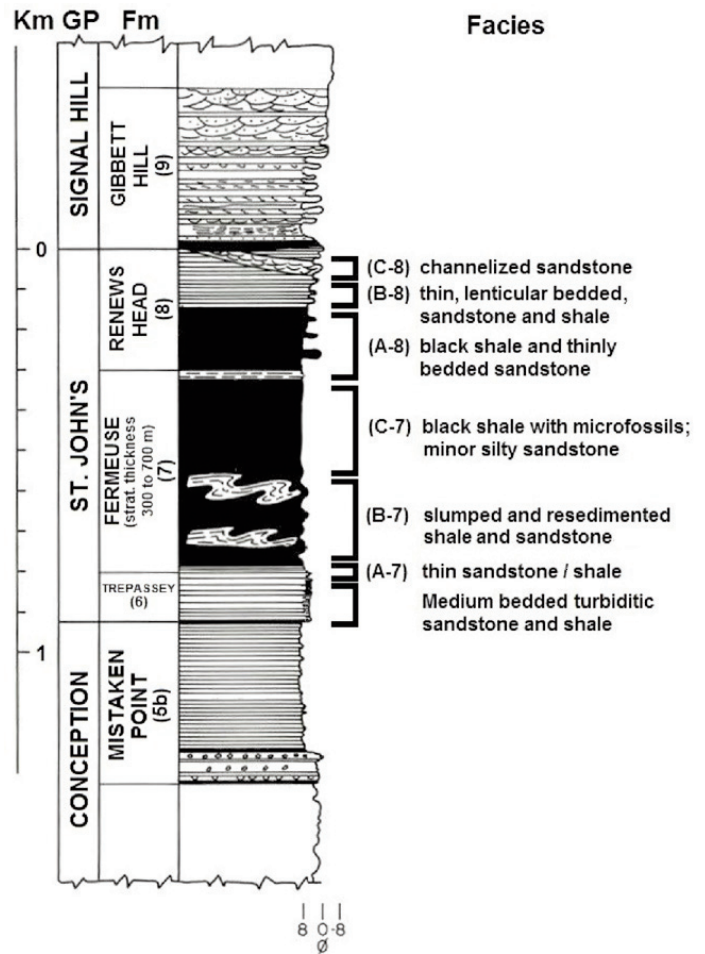 Km GP Fm Facies
SIGNAL HILL
GIBBETT
HILL
(9)
0
ST. JOHN'S
RENEWS
HEAD
(8)
(C-8) channelized sandstone
(B-8) thin, lenticular bedded,
sandstone and shale
(A-8) black shale and thinly
bedded sandstone
FERMEUSE
(strat. thickness
300 to 700 m)
(7)
(C-7) black shale with microfossils;
minor silty sandstone
(B-7) slumped and resedimented
shale and sandstone
(A-7) thin sandstone / shale
TREPASSEY
(6)
Medium bedded turbiditic
sandstone and shale
1
CONCEPTION
MISTAKEN
POINT
(5b)
8 0 -8
Ø